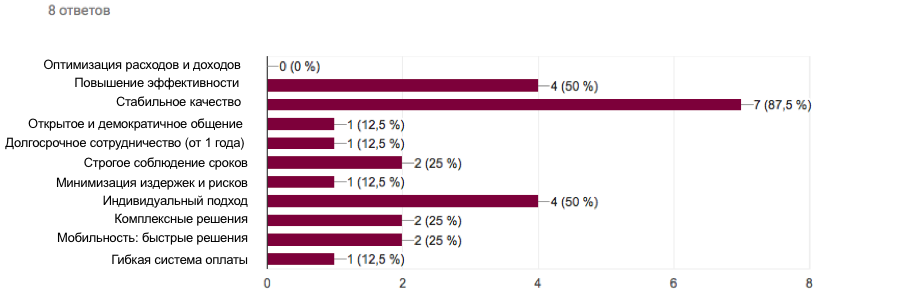 8 ответов
Оптимизация расходов и доходов 0 (0 %)
Повышение эффективности 4 (50 %)
Стабильное качество 7 (87,5 %)
Открытое и демократичное общение 1 (12,5 %)
Долгосрочное сотрудничество (от 1 года) 1 (12,5 %)
Строгое соблюдение сроков 2 (25 %)
Минимизация издержек и рисков 1 (12,5 %)
Индивидуальный подход 4 (50 %)
Комплексные решения 2 (25 %)
Мобильность: быстрые решения 2 (25 %)
Гибкая система оплаты 1 (12,5 %)
0 2 4 6 8